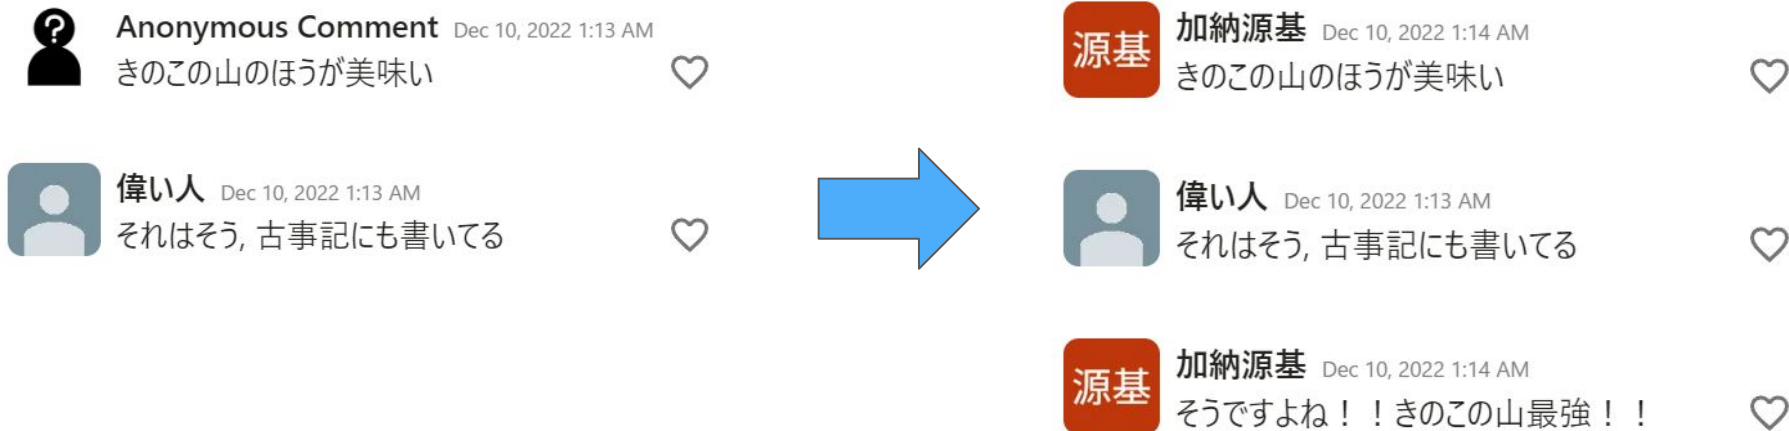 ?
Anonymous Comment Dec 10, 2022 1:13 AM
きのこの山のほうが美味い
偉い人 Dec 10, 2022 1:13 AM
それはそう, 古事記にも書いてる
源基
加納源基 Dec 10, 2022 1:14 AM
きのこの山のほうが美味い
偉い人 Dec 10, 2022 1:13 AM
それはそう, 古事記にも書いてる
源基
加納源基 Dec 10, 2022 1:14 AM
そうですよね！！きのこの山最強！！